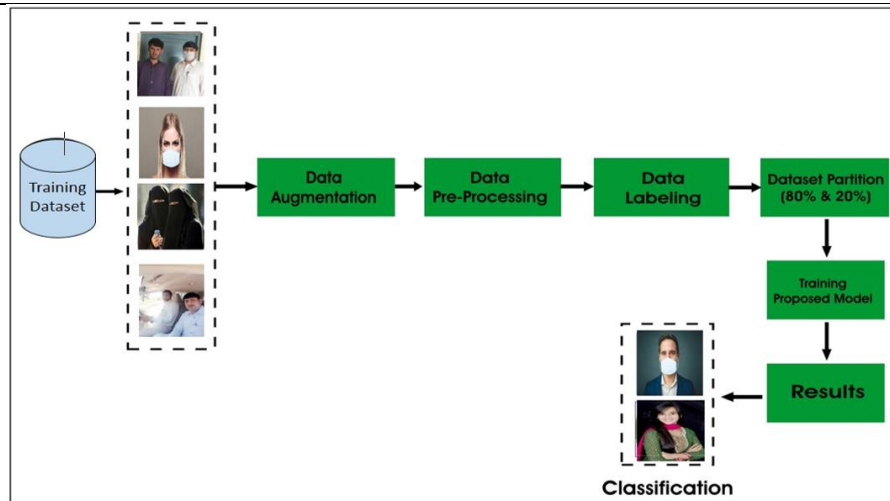 Training
Dataset
Data
Augmentation
Data
Pre-Processing
Data
Labeling
Dataset Partition
(80% & 20%)
Training
Proposed Model
Results
Classification